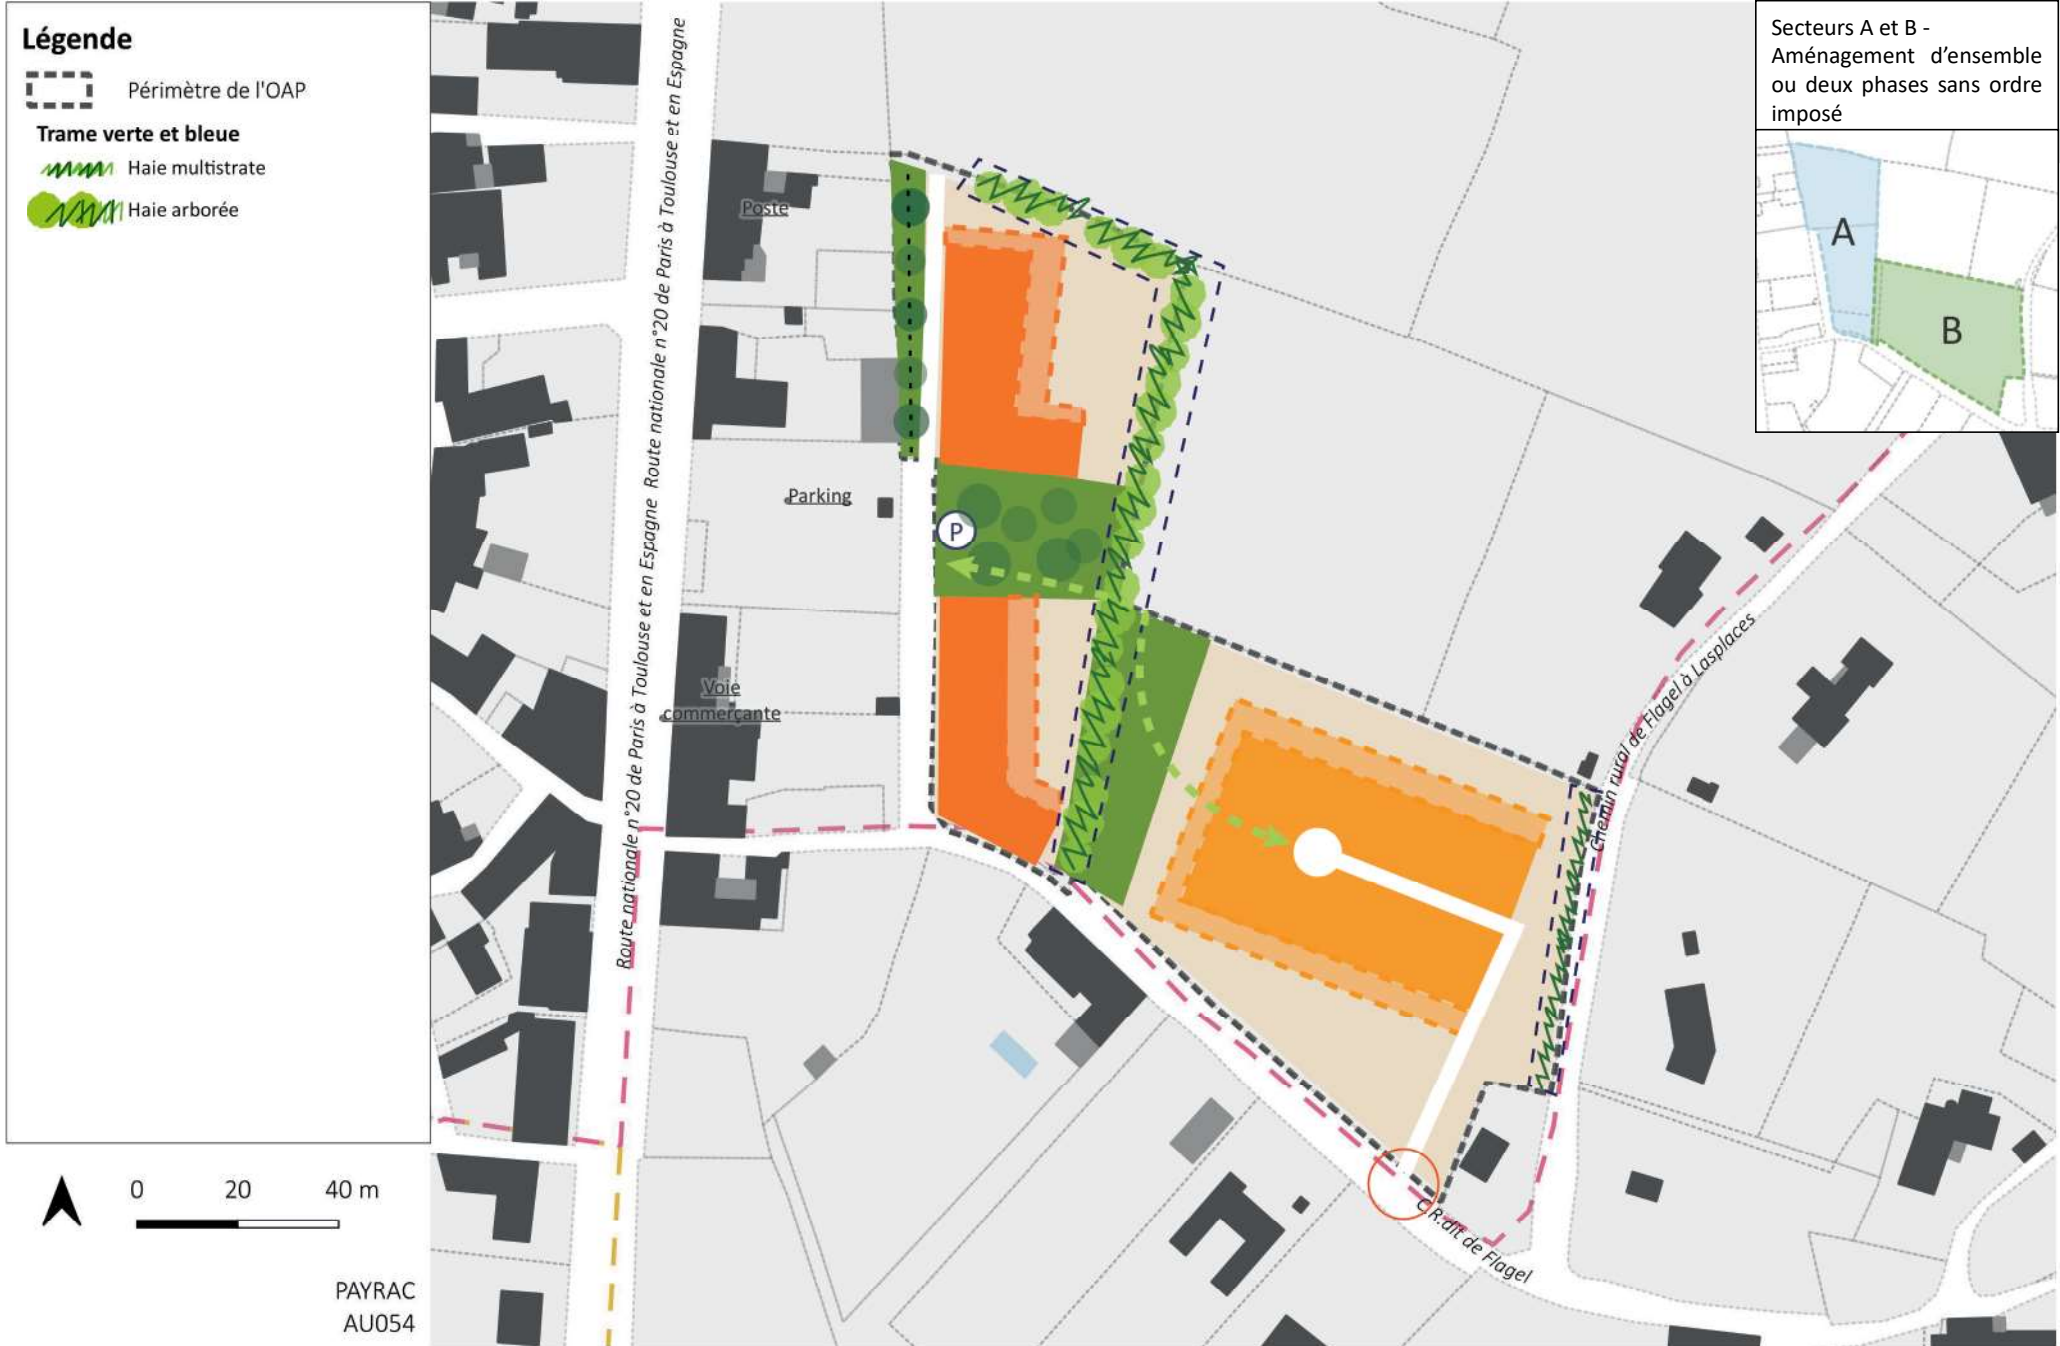 Légende
Périmètre de l'OAP
Trame verte et bleue
Haie multistrate
Haie arborée
0 20 40 m
PAYRAC
AU054
Secteurs A et B -
Aménagement d'ensemble
ou deux phases sans ordre
imposé
A
B
Route nationale n°20 de Paris à Toulouse et en Espagne
Route nationale n°20 de Paris à Toulouse et en Espagne
Poste
Parking
P
Voie
commerçante
Chemin rural de Flagel à Lasplaces
C.R.dit de Flagel